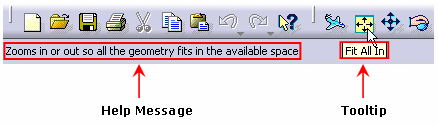 Zooms in or out so all the geometry fits in the available space
Fit All In
Help Message
Tooltip